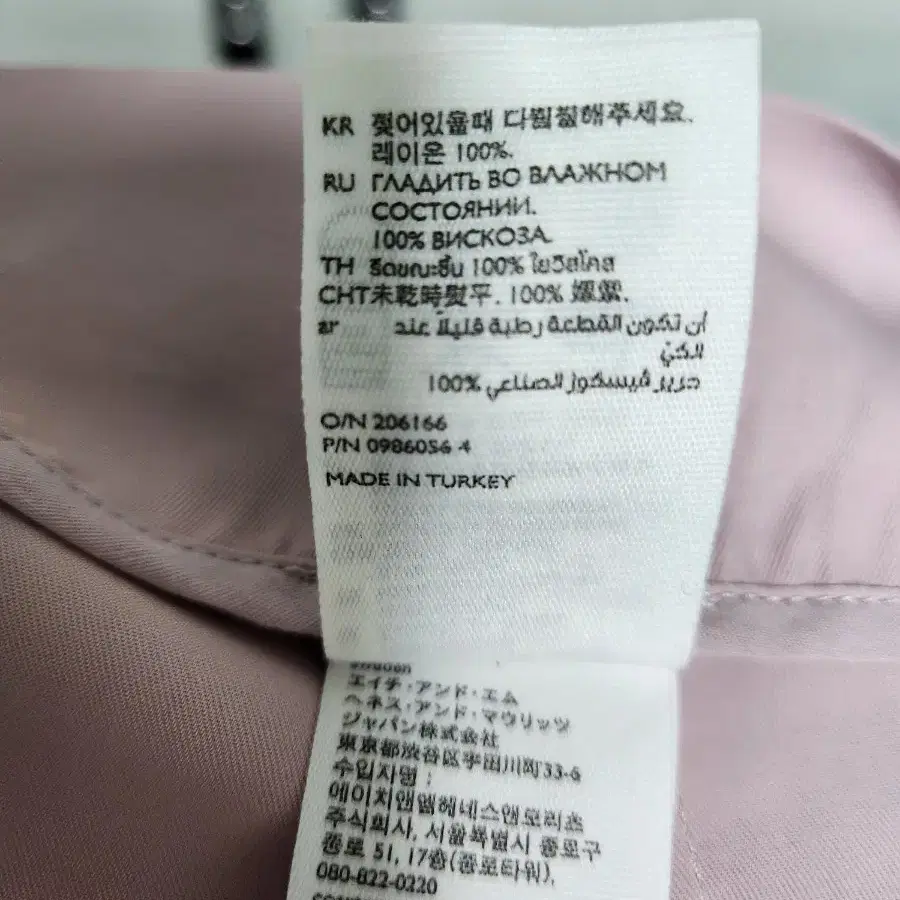 KR 젖어있을때 다림질해주세요.
레이온 100%.
RU ГЛАДИТЬ ВО ВЛАЖНОМ
СОСТОЯНИИ.
100% ВИСКОЗА
TH รีดขณะชื้น 100% ใยวิสโคส
CHT未乾時熨平. 100% 嫘縈.
ar أن تكون القطعة رطبة قليلاً عند
الكيّ
حرير فيسكوز الصناعي 100%
O/N 206166
P/N 0986056 4
MADE IN TURKEY
Sweden
エイチ・アンド・エム
ヘネス・アンド・マウリッツ
ジャパン株式会社
東京都渋谷区宇田川町33-6
수입자명 :
에이치앤엠헤네스앤모리츠
주식회사, 서울특별시 종로구
종로 51, 17층(종로타워),
080-822-0220